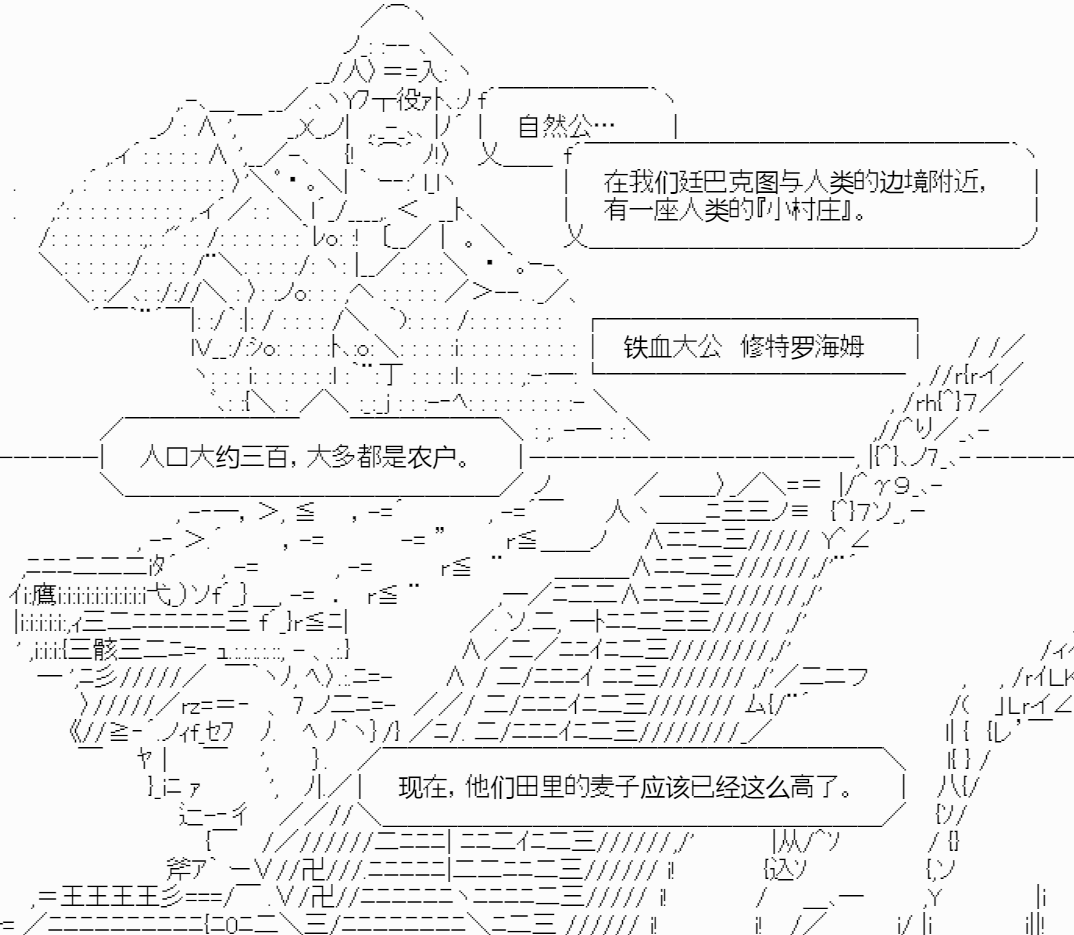 自然公…
在我们廷巴克图与人类的边境附近，
有一座人类的『小村庄』。
铁血大公　修特罗海姆
人口大约三百，大多都是农户。
现在，他们田里的麦子应该已经这么高了。